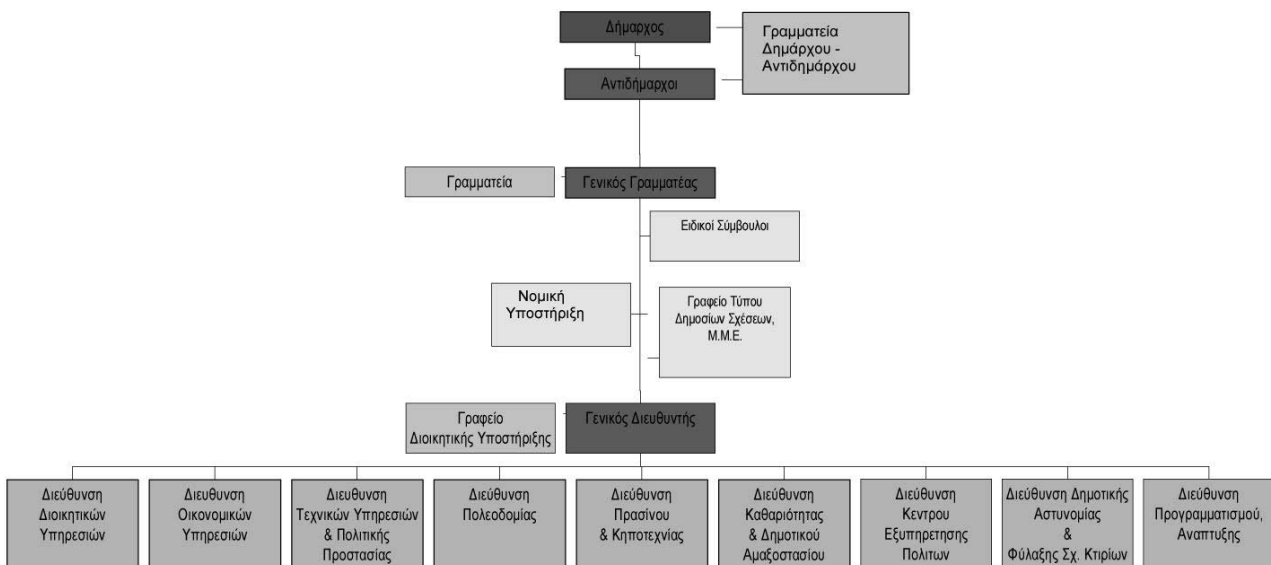 Δήμαρχος
Γραμματεία
Δημάρχου -
Αντιδημάρχου
Αντιδήμαρχοι
Γραμματεία
Γενικός Γραμματέας
Ειδικοί Σύμβουλοι
Νομική
Υποστήριξη
Γραφείο Τύπου
Δημοσίων Σχέσεων,
Μ.Μ.Ε.
Γραφείο
Διοικητικής Υποστήριξης
Γενικός Διευθυντής
Διεύθυνση
Διοικητικών
Υπηρεσιών
Διευθυνση
Οικονομικών
Υπηρεσιών
Διευθυνση
Τεχνικών Υπηρεσιών
& Πολιτικής
Προστασίας
Διεύθυνση
Πολεοδομίας
Διεύθυνση
Πρασίνου
& Κηποτεχνίας
Διεύθυνση
Καθαριότητας
& Δημοτικού
Αμαξοστασίου
Διεύθυνση
Κεντρου
Εξυπηρετησης
Πολιτων
Διεύθυνση Δημοτικής
Αστυνομίας
&
Φύλαξης Σχ. Κτιρίων
Διεύθυνση
Προγραμματισμού,
Αναπτυξης